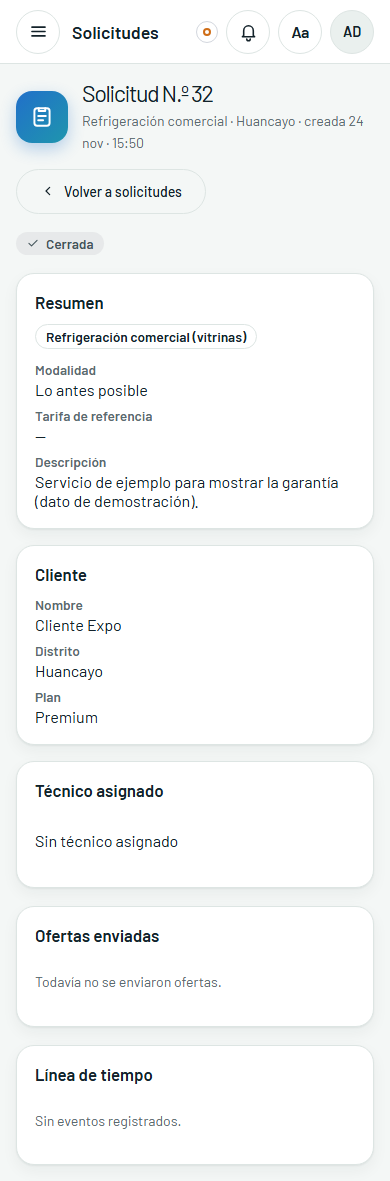 Solicitudes
Aa
AD
Solicitud N.º 32
Refrigeración comercial · Huancayo · creada 24
nov · 15:50
Volver a solicitudes
Cerrada
Resumen
Refrigeración comercial (vitrinas)
Modalidad
Lo antes posible
Tarifa de referencia
—
Descripción
Servicio de ejemplo para mostrar la garantía
(dato de demostración).
Cliente
Nombre
Cliente Expo
Distrito
Huancayo
Plan
Premium
Técnico asignado
Sin técnico asignado
Ofertas enviadas
Todavía no se enviaron ofertas.
Línea de tiempo
Sin eventos registrados.